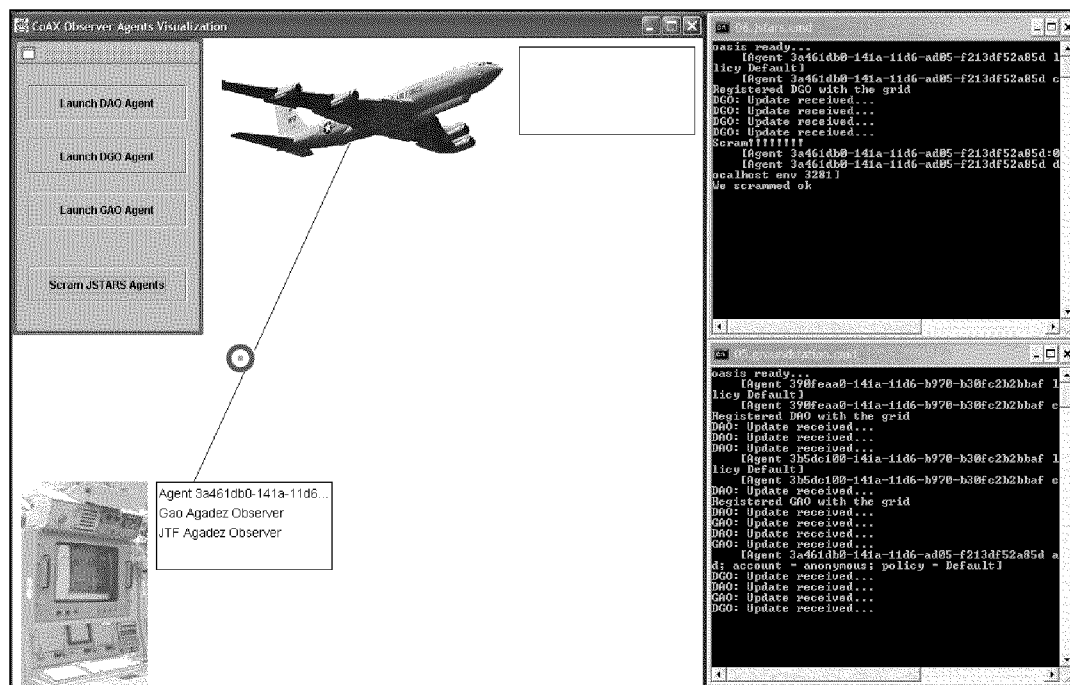 CoAX Observer Agents Visualization
Launch DAO Agent
Launch DGO Agent
Launch GAO Agent
Scram JSTARS Agents
Agent 3a461db0-141a-11d6...
Gao Agadez Observer
JTF Agadez Observer
06_jstars.cmd
oasis ready...
[Agent 3a461db0-141a-11d6-ad05-f213df52a85d l
licy Default]
[Agent 3a461db0-141a-11d6-ad05-f213df52a85d c
Registered DGO with the grid
DGO: Update received...
DGO: Update received...
DGO: Update received...
DGO: Update received...
Scram!!!!!!!!
[Agent 3a461db0-141a-11d6-ad05-f213df52a85d:0
[Agent 3a461db0-141a-11d6-ad05-f213df52a85d d
ocalhost env 3281]
We scrammed ok
05_groundstation.cmd
oasis ready...
[Agent 390feaa0-141a-11d6-b970-b30fc2b2bbaf l
licy Default]
[Agent 390feaa0-141a-11d6-b970-b30fc2b2bbaf c
Registered DAO with the grid
DAO: Update received...
DAO: Update received...
DAO: Update received...
[Agent 3b5dc100-141a-11d6-b970-b30fc2b2bbaf l
licy Default]
[Agent 3b5dc100-141a-11d6-b970-b30fc2b2bbaf c
DAO: Update received...
Registered GAO with the grid
DAO: Update received...
GAO: Update received...
DAO: Update received...
GAO: Update received...
[Agent 3a461db0-141a-11d6-ad05-f213df52a85d a
d; account = anonymous; policy = Default]
DGO: Update received...
DAO: Update received...
GAO: Update received...
DGO: Update received...